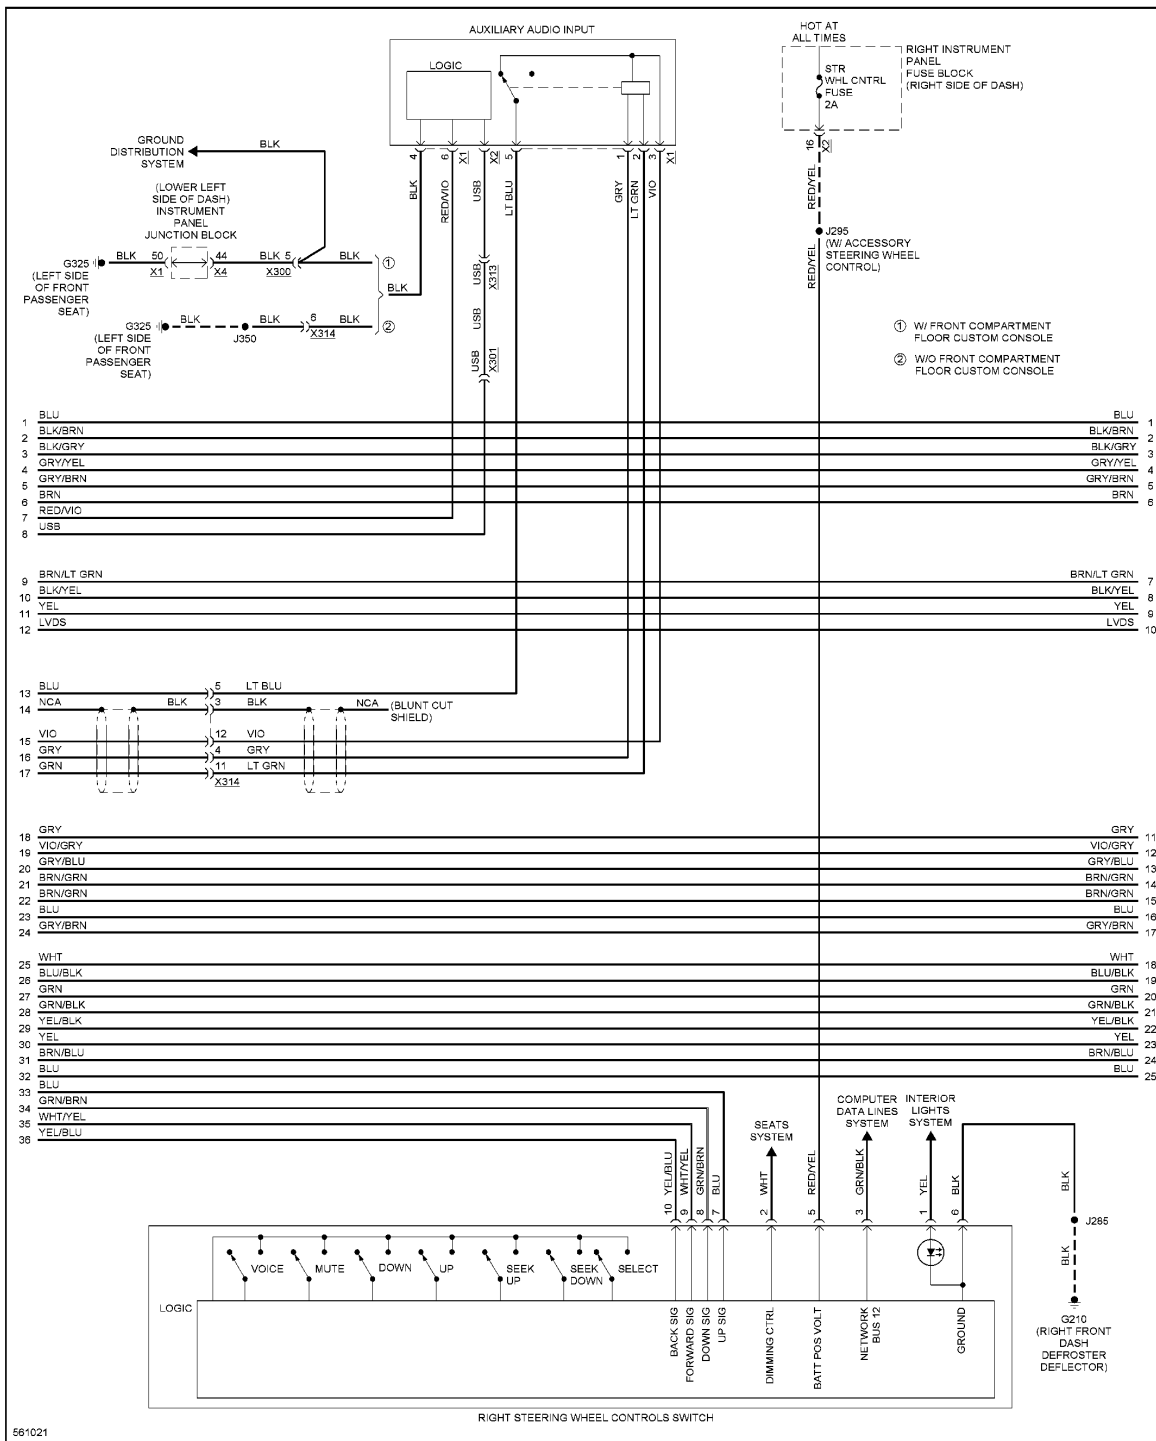 AUXILIARY AUDIO INPUT
HOT AT
ALL TIMES
LOGIC
STR
WHL CNTRL
FUSE
2A
RIGHT INSTRUMENT
PANEL
FUSE BLOCK
(RIGHT SIDE OF DASH)
GROUND
DISTRIBUTION
SYSTEM
BLK
4
6
X1
X2
5
1
2
3
X1
16
X2
BLK
RED/VIO
USB
LT BLU
GRY
LT GRN
VIO
RED/YEL
(LOWER LEFT
SIDE OF DASH)
INSTRUMENT
PANEL
JUNCTION BLOCK
J295
(W/ ACCESSORY
STEERING WHEEL
CONTROL)
RED/YEL
G325
(LEFT SIDE
OF FRONT
PASSENGER
SEAT)
BLK
50
X1
44
X4
BLK
5
X300
BLK
1
BLK
USB
X313
USB
G325
(LEFT SIDE
OF FRONT
PASSENGER
SEAT)
BLK
J350
BLK
6
X314
BLK
2
USB
X301
1 W/ FRONT COMPARTMENT
FLOOR CUSTOM CONSOLE
2 W/O FRONT COMPARTMENT
FLOOR CUSTOM CONSOLE
1 BLU BLU 1
2 BLK/BRN BLK/BRN 2
3 BLK/GRY BLK/GRY 3
4 GRY/YEL GRY/YEL 4
5 GRY/BRN GRY/BRN 5
6 BRN BRN 6
7 RED/VIO
8 USB
9 BRN/LT GRN BRN/LT GRN 7
10 BLK/YEL BLK/YEL 8
11 YEL YEL 9
12 LVDS LVDS 10
13 BLU 5 LT BLU
14 NCA BLK 3 BLK NCA (BLUNT CUT
SHIELD)
15 VIO 12 VIO
16 GRY 4 GRY
17 GRN 11 LT GRN
X314
18 GRY GRY 11
19 VIO/GRY VIO/GRY 12
20 GRY/BLU GRY/BLU 13
21 BRN/GRN BRN/GRN 14
22 BRN/GRN BRN/GRN 15
23 BLU BLU 16
24 GRY/BRN GRY/BRN 17
25 WHT WHT 18
26 BLU/BLK BLU/BLK 19
27 GRN GRN 20
28 GRN/BLK GRN/BLK 21
29 YEL/BLK YEL/BLK 22
30 YEL YEL 23
31 BRN/BLU BRN/BLU 24
32 BLU BLU 25
33 BLU
34 GRN/BRN
35 WHT/YEL
36 YEL/BLU
SEATS
SYSTEM
COMPUTER
DATA LINES
SYSTEM
INTERIOR
LIGHTS
SYSTEM
10 YEL/BLU
9 WHT/YEL
8 GRN/BRN
7 BLU
2 WHT
5 RED/YEL
3 GRN/BLK
1 YEL
6 BLK
BLK
J285
BLK
G210
(RIGHT FRONT
DASH
DEFROSTER
DEFLECTOR)
VOICE
MUTE
DOWN
UP
SEEK
UP
SEEK
DOWN
SELECT
LOGIC
BACK SIG
FORWARD SIG
DOWN SIG
UP SIG
DIMMING CTRL
BATT POS VOLT
NETWORK
BUS 12
GROUND
RIGHT STEERING WHEEL CONTROLS SWITCH
561021